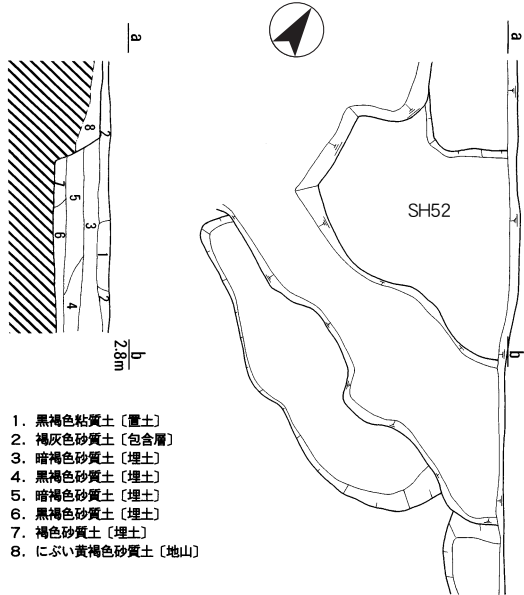 a
a
8
2
7
5
3
6
1
4
2
b
2.8m
SH52
b
1. 黒褐色粘質土〔置土〕
2. 褐灰色砂質土〔包含層〕
3. 暗褐色砂質土〔埋土〕
4. 黒褐色砂質土〔埋土〕
5. 暗褐色砂質土〔埋土〕
6. 黒褐色砂質土〔埋土〕
7. 褐色砂質土〔埋土〕
8. にぶい黄褐色砂質土〔地山〕